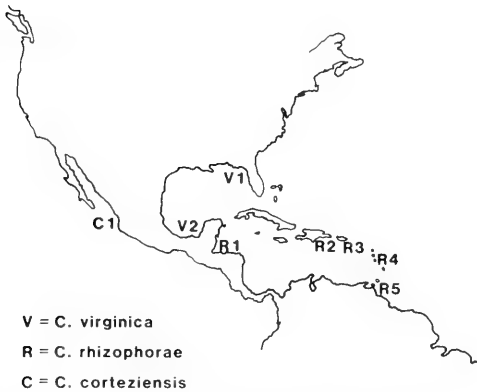 V1
C1
V2
R1
R2
R3
R4
R5
V = C. virginica
R = C. rhizophorae
C = C. corteziensis